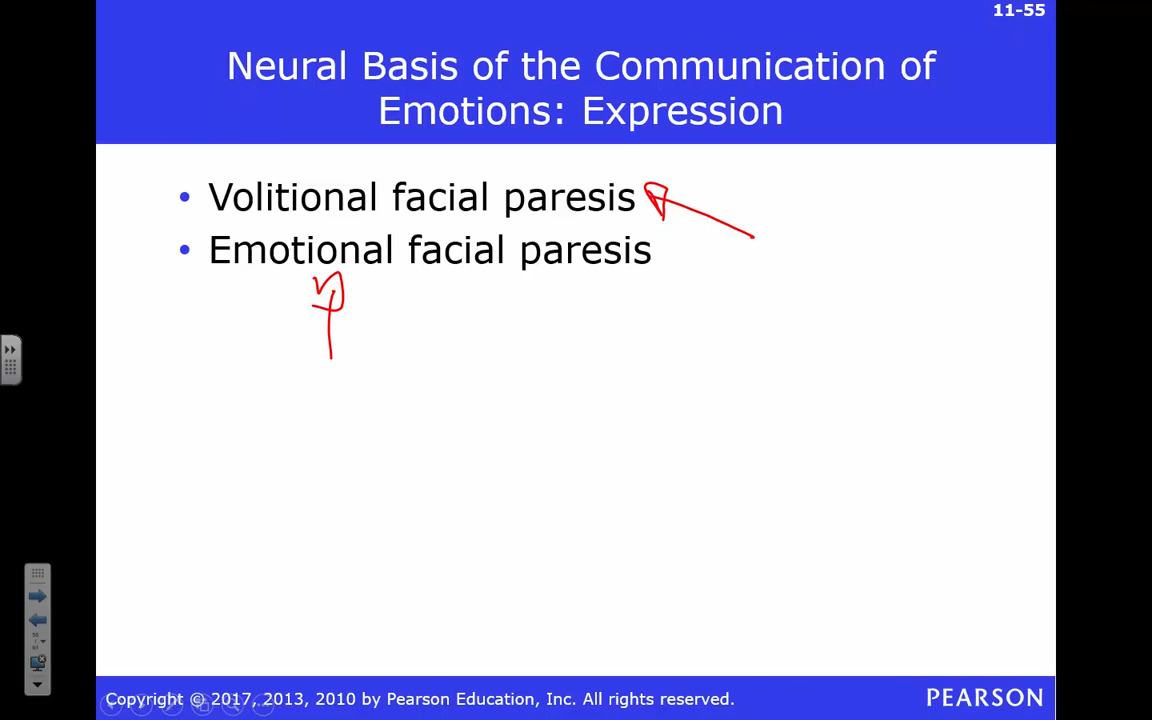 11-55
Neural Basis of the Communication of
Emotions: Expression
• Volitional facial paresis
• Emotional facial paresis
Copyright © 2017, 2013, 2010 by Pearson Education, Inc. All rights reserved.
PEARSON